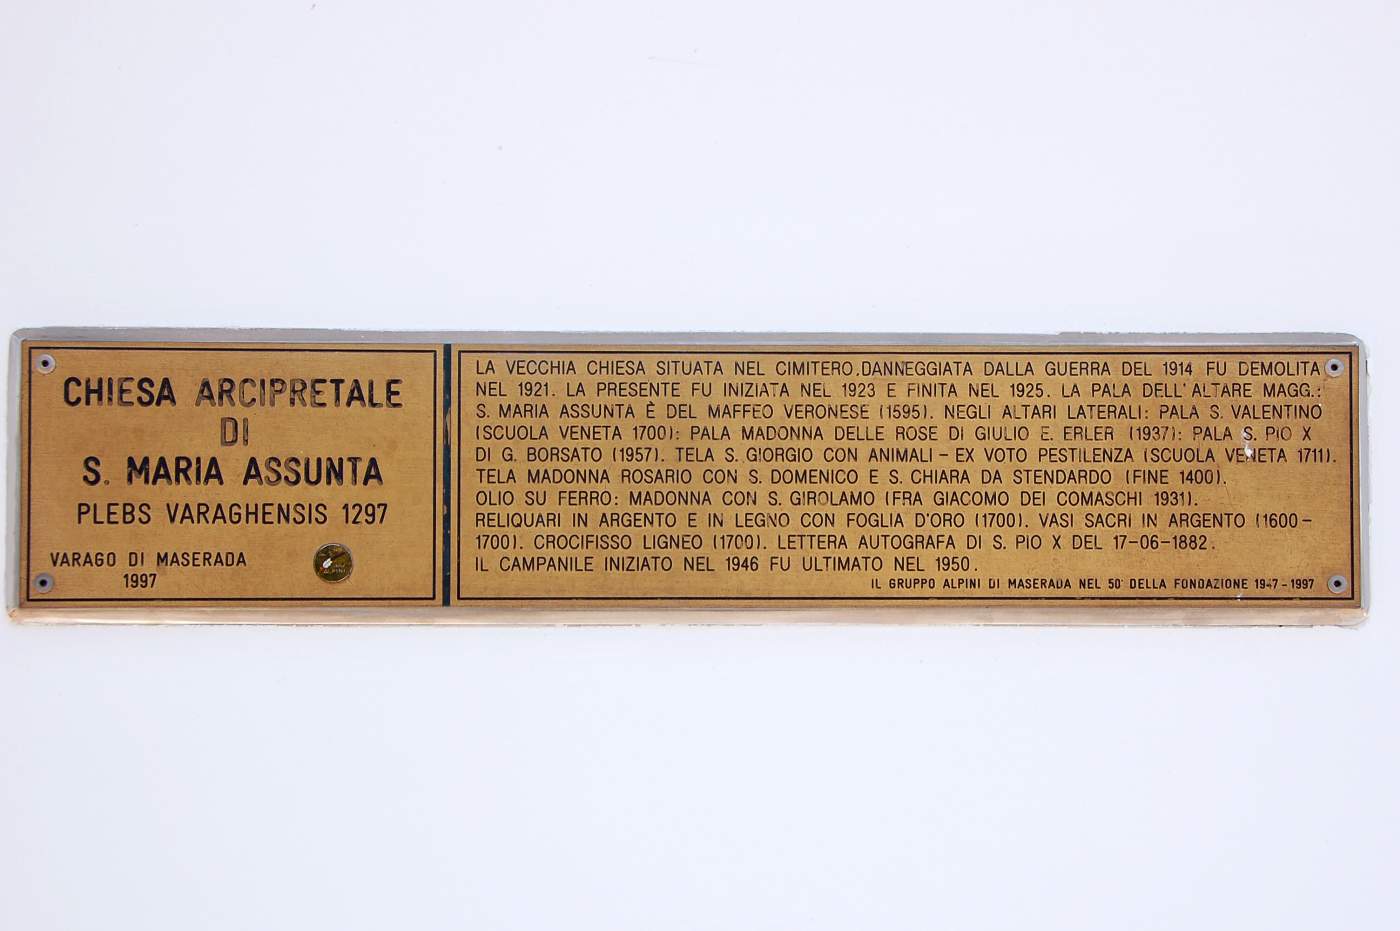 CHIESA ARCIPRETALE
DI
S. MARIA ASSUNTA
PLEBS VARAGHENSIS 1297
VARAGO DI MASERADA
1997
ALPINI
LA VECCHIA CHIESA SITUATA NEL CIMITERO, DANNEGGIATA DALLA GUERRA DEL 1914 FU DEMOLITA
NEL 1921. LA PRESENTE FU INIZIATA NEL 1923 E FINITA NEL 1925. LA PALA DELL'ALTARE MAGG.:
S. MARIA ASSUNTA È DEL MAFFEO VERONESE (1595). NEGLI ALTARI LATERALI: PALA S. VALENTINO
(SCUOLA VENETA 1700): PALA MADONNA DELLE ROSE DI GIULIO E. ERLER (1937): PALA S. PIO X
DI G. BORSATO (1957). TELA S. GIORGIO CON ANIMALI - EX VOTO PESTILENZA (SCUOLA VENETA 1711).
TELA MADONNA ROSARIO CON S. DOMENICO E S. CHIARA DA STENDARDO (FINE 1400).
OLIO SU FERRO: MADONNA CON S. GIROLAMO (FRA GIACOMO DEI COMASCHI 1931).
RELIQUARI IN ARGENTO E IN LEGNO CON FOGLIA D'ORO (1700). VASI SACRI IN ARGENTO (1600-
1700). CROCIFISSO LIGNEO (1700). LETTERA AUTOGRAFA DI S. PIO X DEL 17-06-1882.
IL CAMPANILE INIZIATO NEL 1946 FU ULTIMATO NEL 1950.
IL GRUPPO ALPINI DI MASERADA NEL 50° DELLA FONDAZIONE 1947-1997